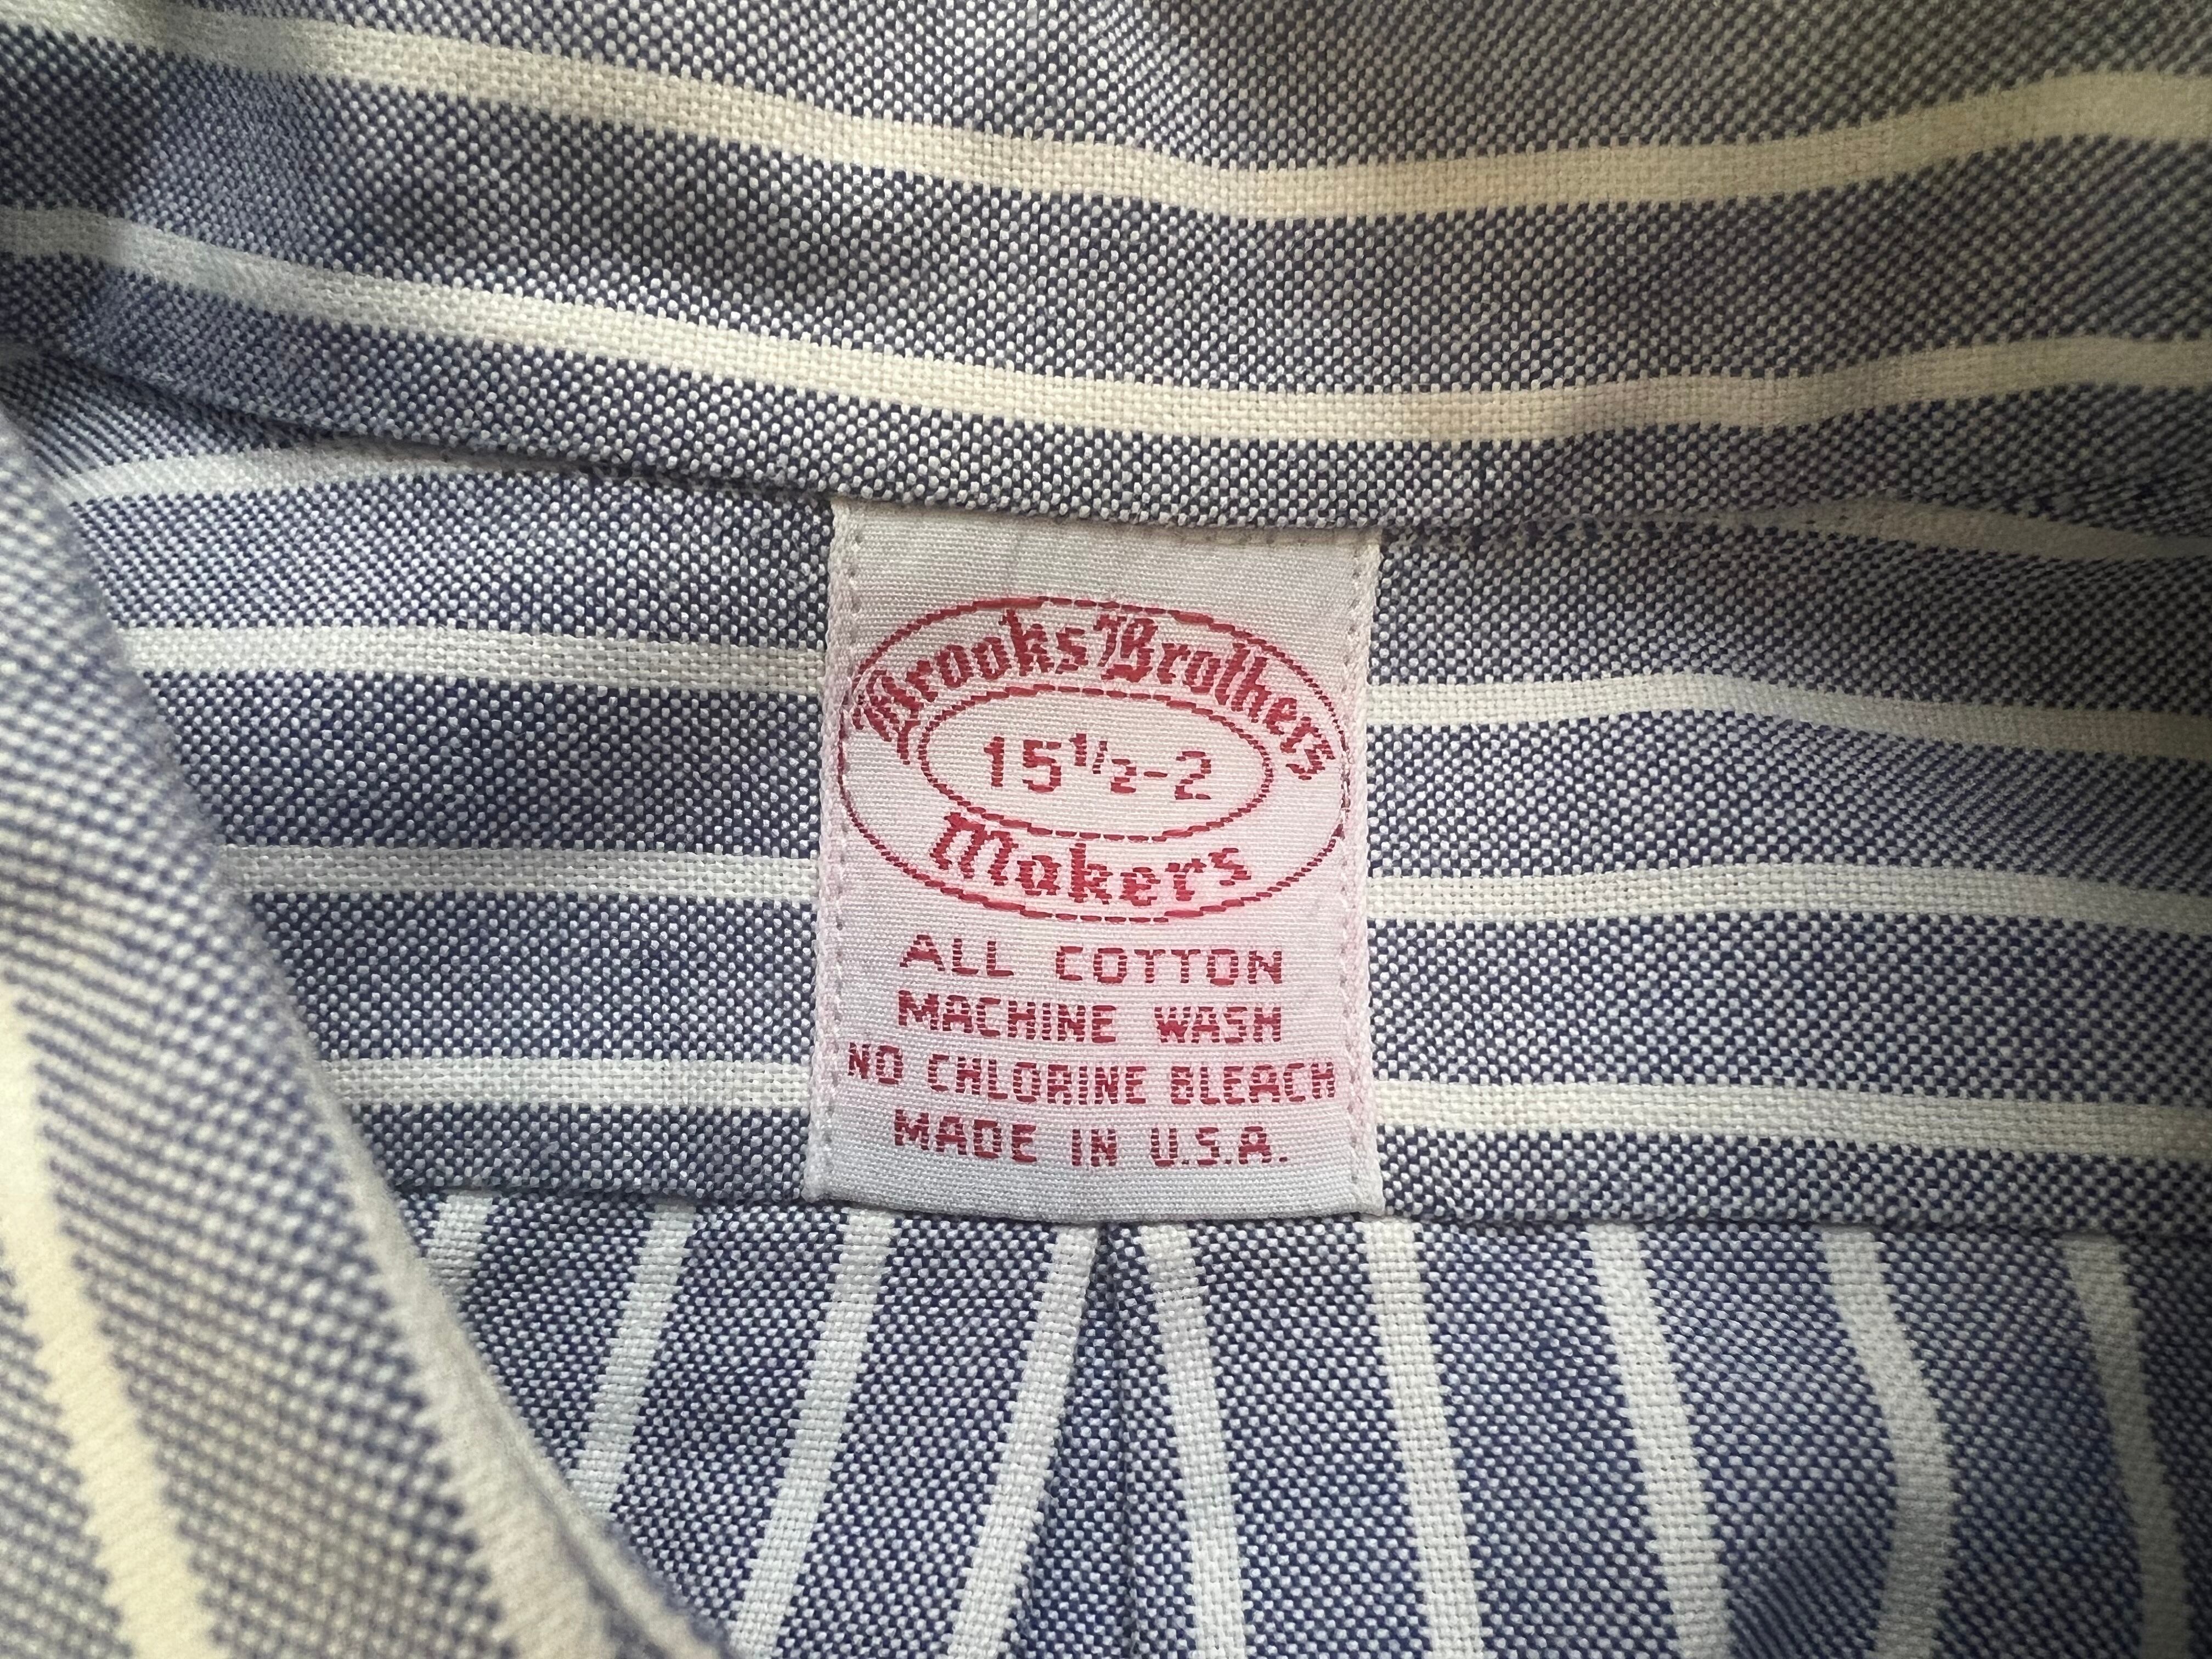 Brooks Brothers
15½-2
Makers
ALL COTTON
MACHINE WASH
NO CHLORINE BLEACH
MADE IN U.S.A.